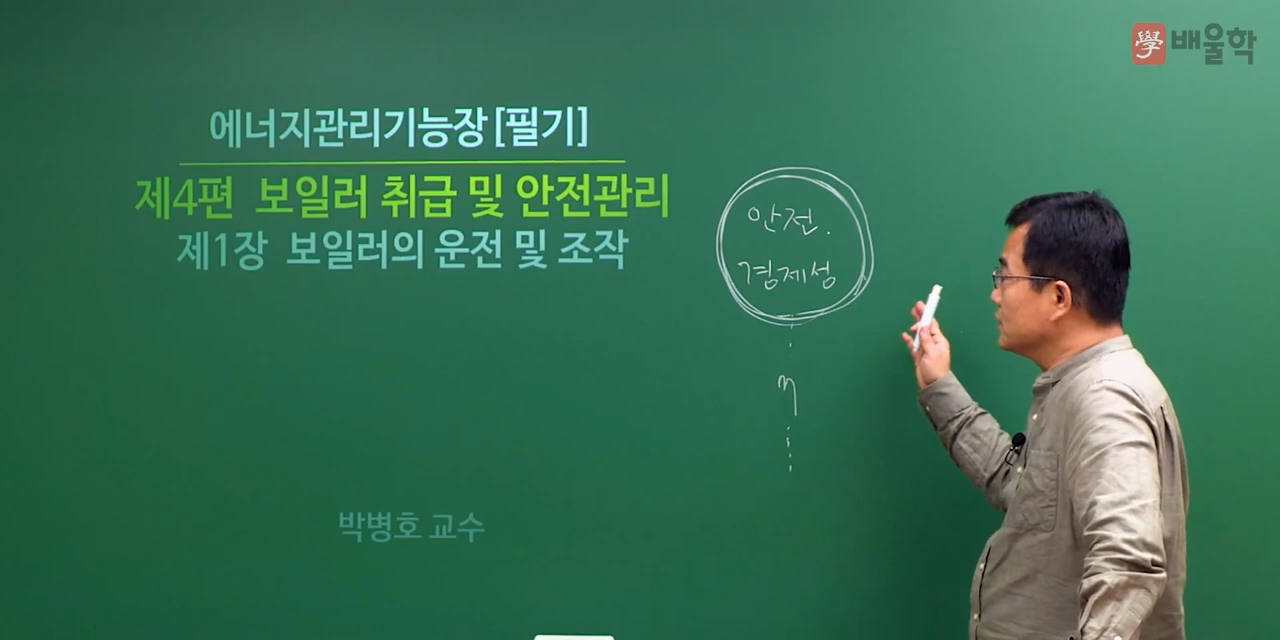 學 배울학
에너지관리기능장 [필기]
제4편 보일러 취급 및 안전관리
제1장 보일러의 운전 및 조작
안전.
경제성
η
박병호 교수